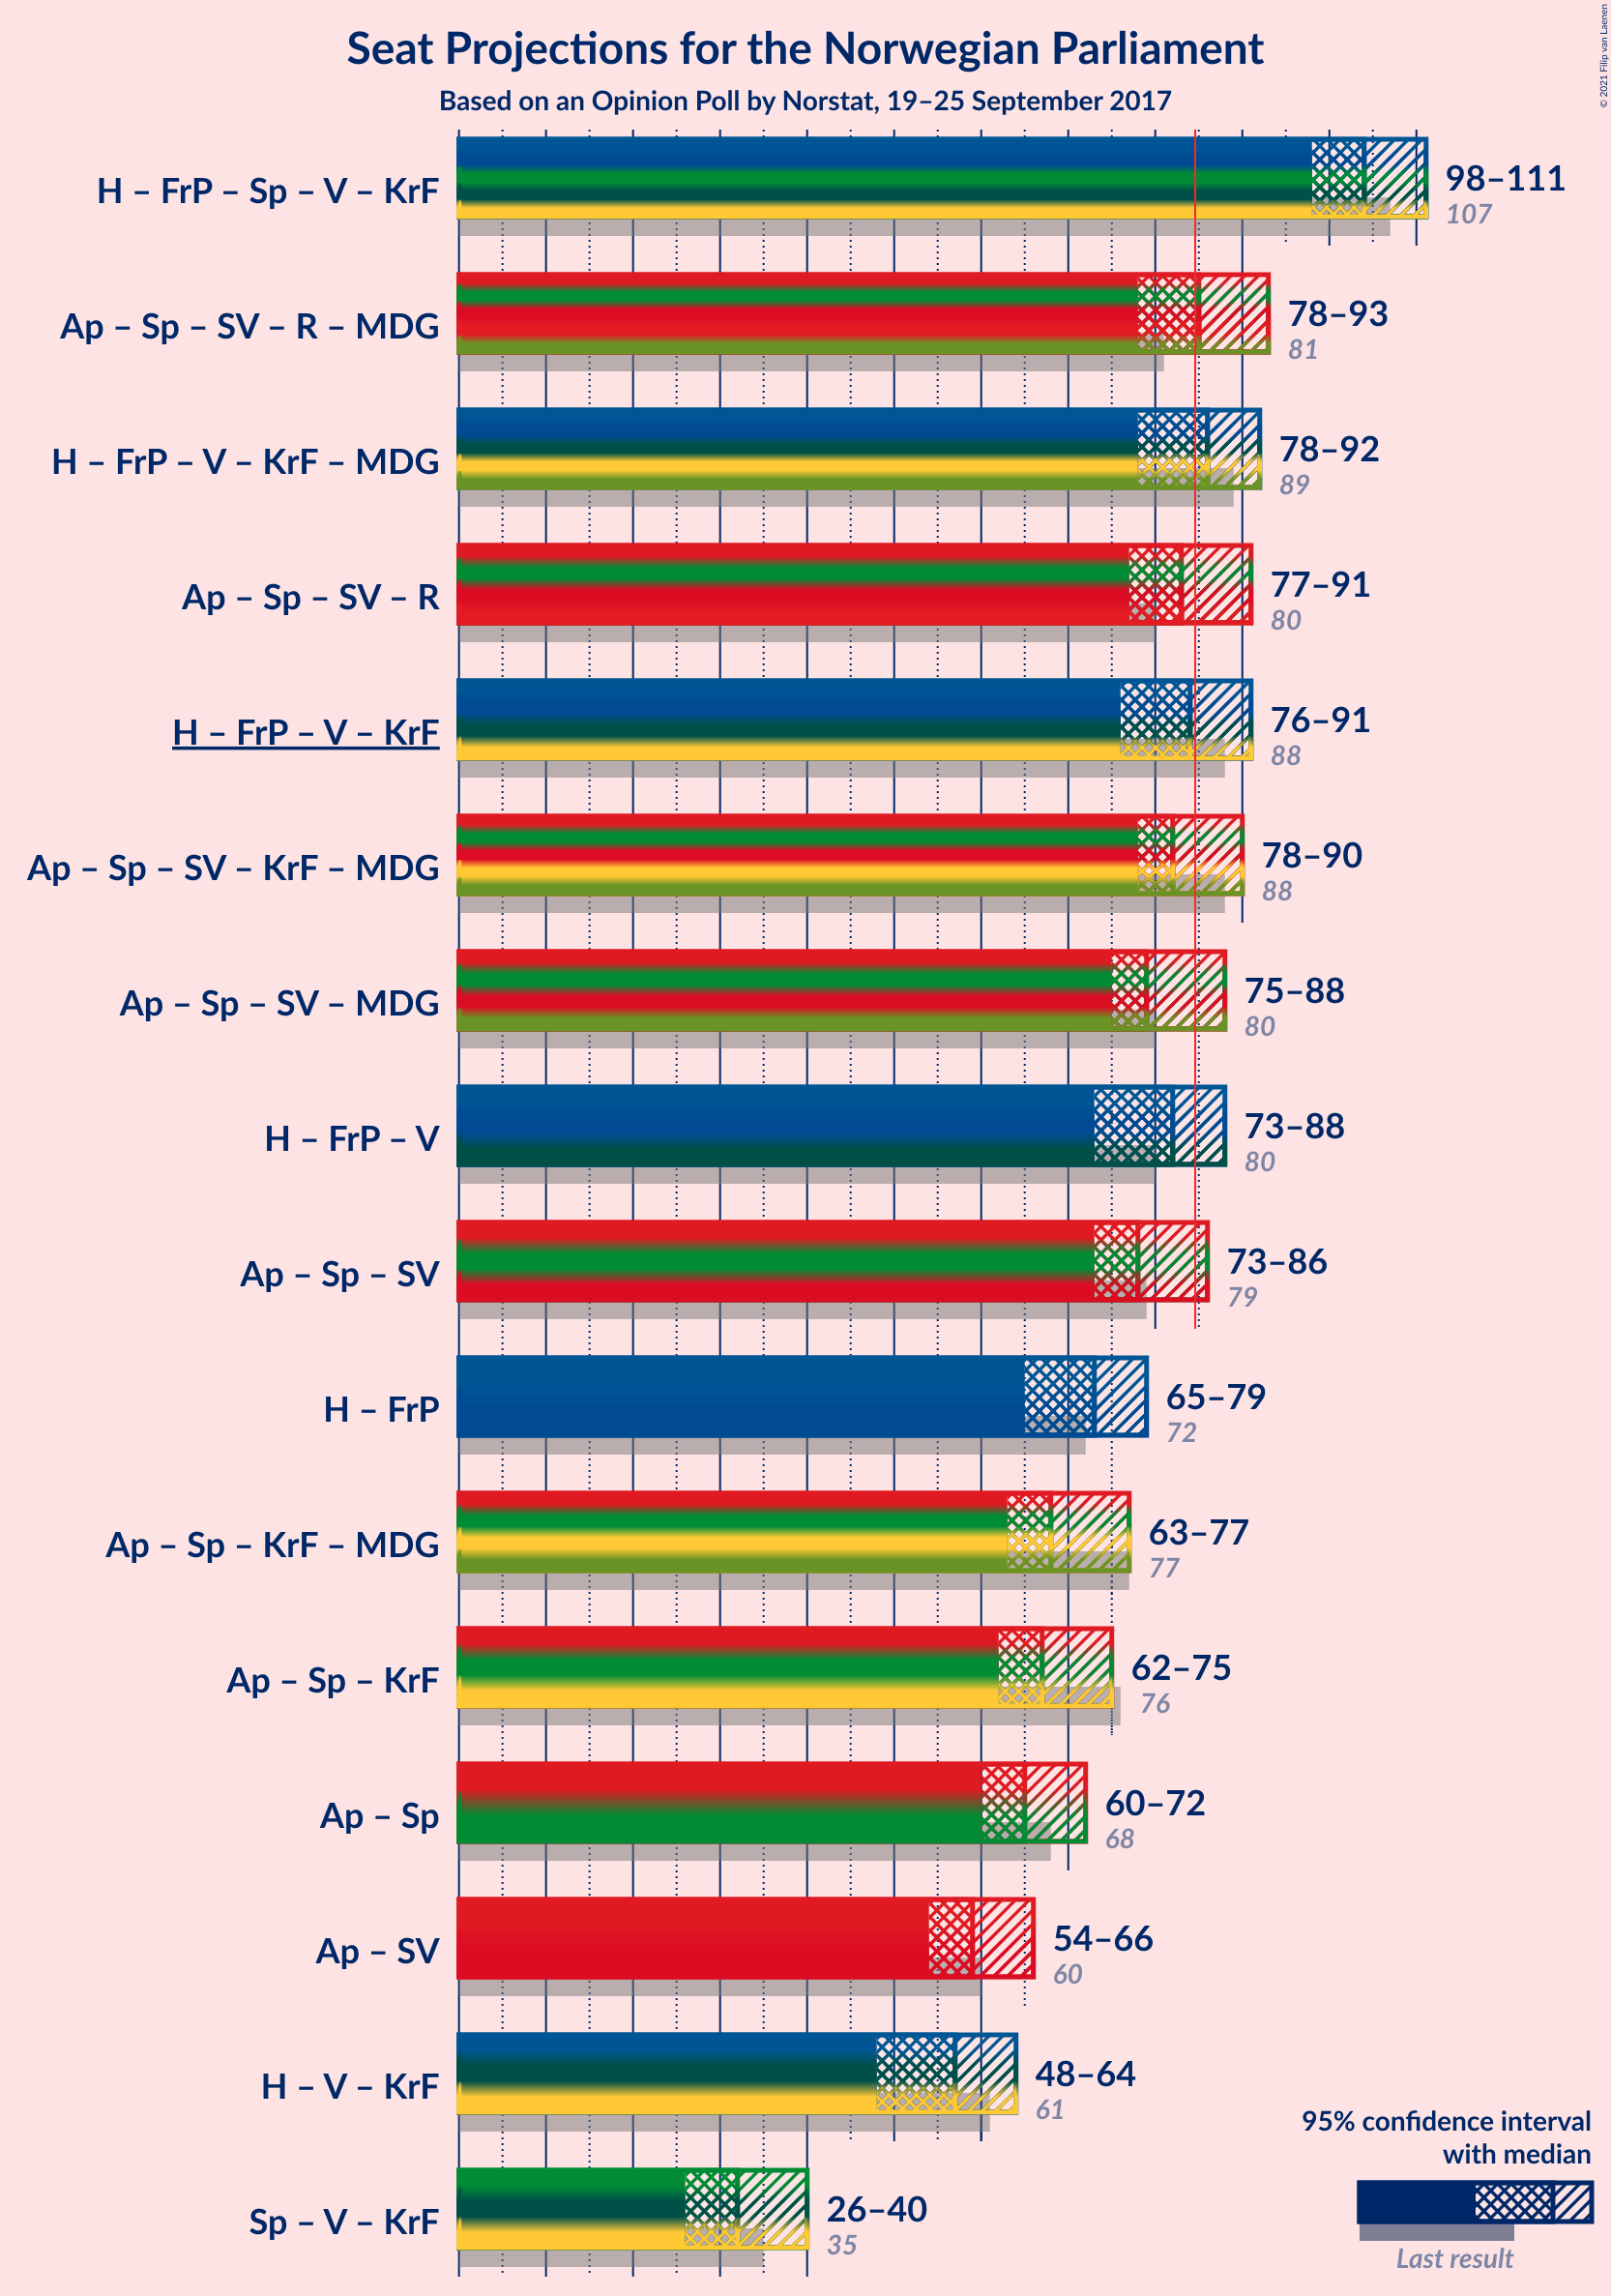 Seat Projections for the Norwegian Parliament
Based on an Opinion Poll by Norstat, 19–25 September 2017
© 2021 Filip van Laenen
H – FrP – Sp – V – KrF
98–111
107
Ap – Sp – SV – R – MDG
78–93
81
H – FrP – V – KrF – MDG
78–92
89
Ap – Sp – SV – R
77–91
80
H – FrP – V – KrF
76–91
88
Ap – Sp – SV – KrF – MDG
78–90
88
Ap – Sp – SV – MDG
75–88
80
H – FrP – V
73–88
80
Ap – Sp – SV
73–86
79
H – FrP
65–79
72
Ap – Sp – KrF – MDG
63–77
77
Ap – Sp – KrF
62–75
76
Ap – Sp
60–72
68
Ap – SV
54–66
60
H – V – KrF
48–64
61
Sp – V – KrF
26–40
35
95% confidence interval
with median
Last result